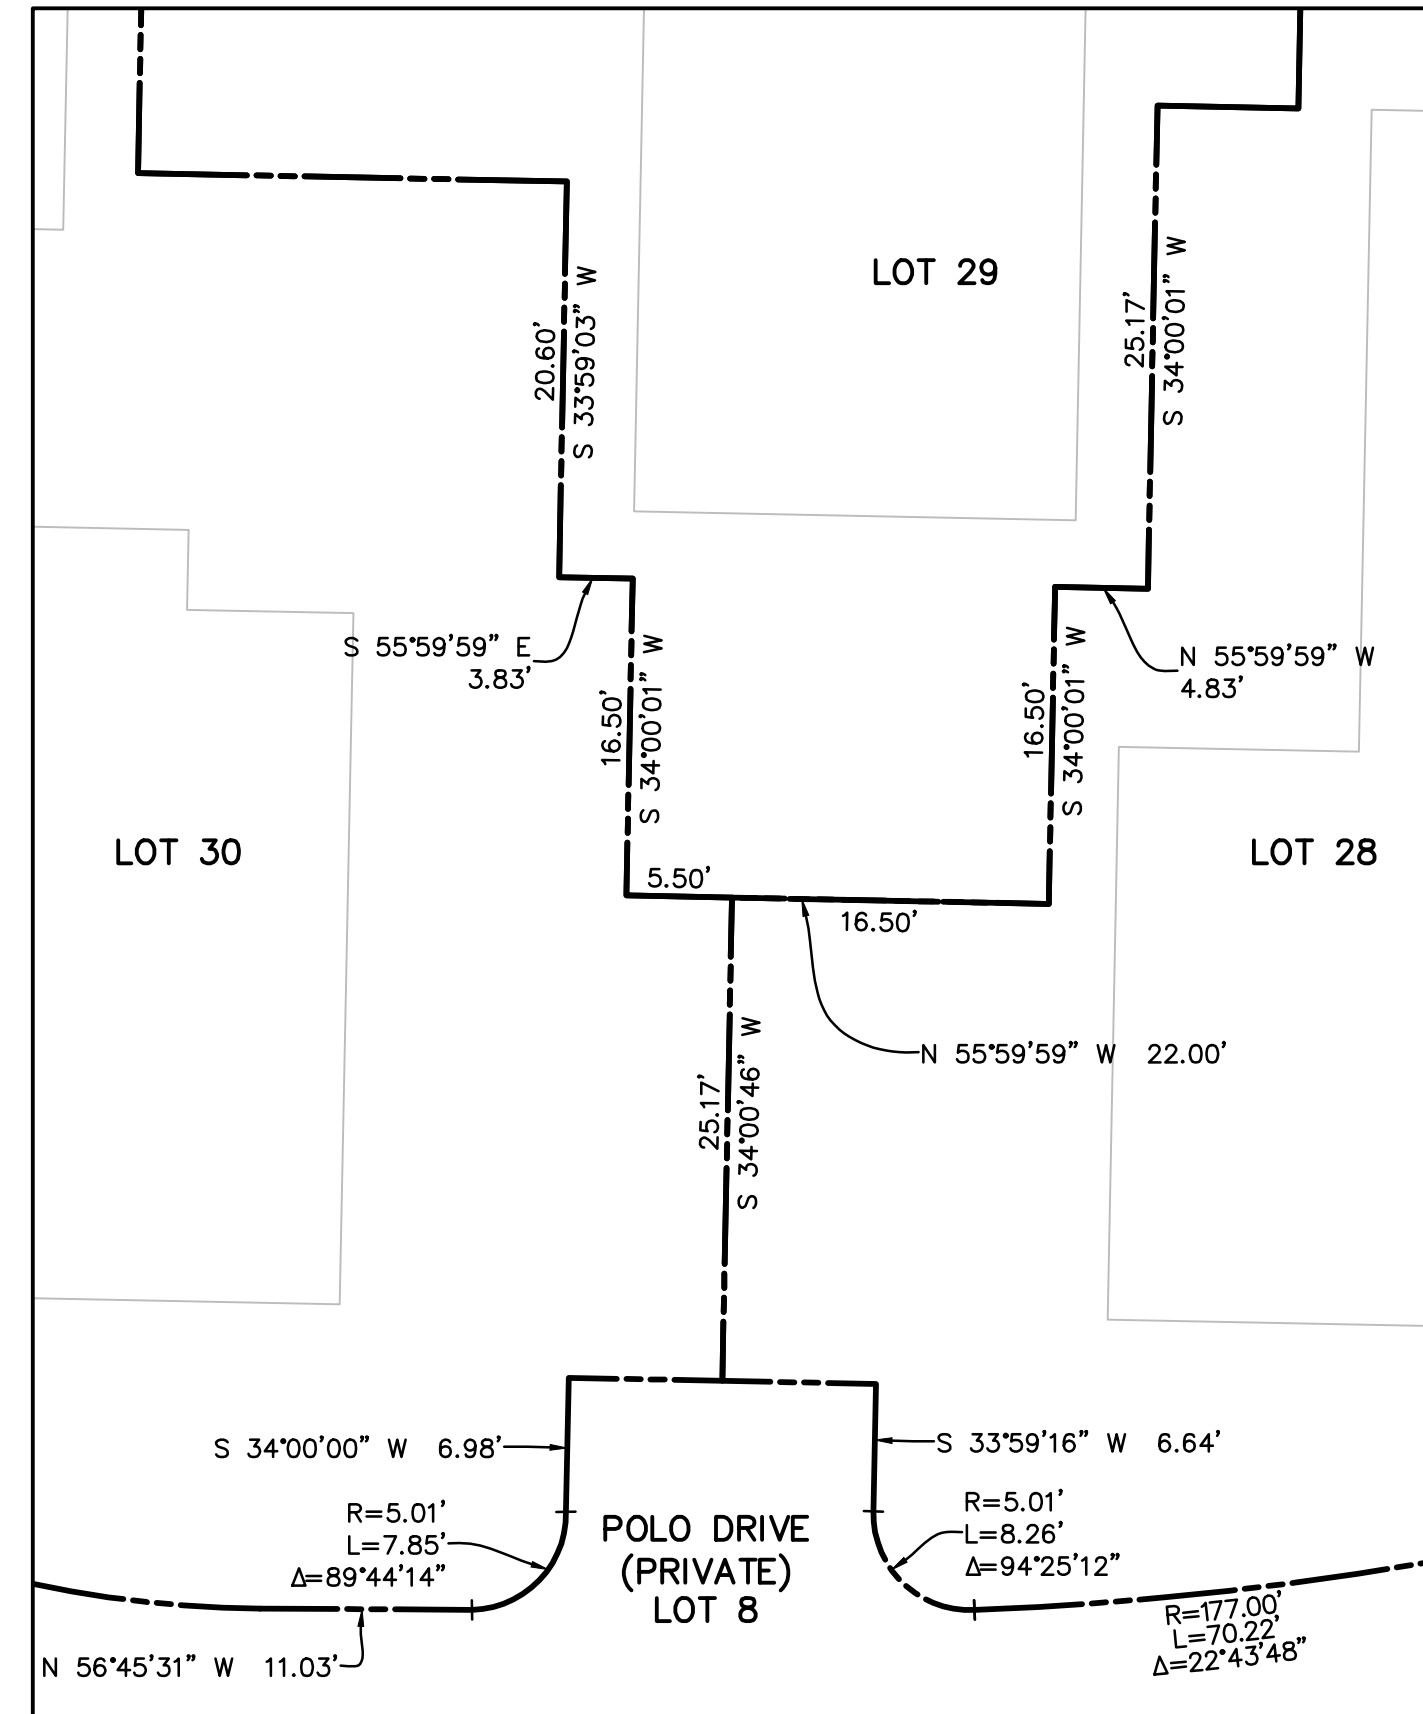 LOT 29
20.60'
S 33°59'03" W
25.17'
S 34°00'01" W
S 55°59'59" E
3.83'
N 55°59'59" W
4.83'
16.50'
S 34°00'01" W
16.50'
S 34°00'01" W
LOT 30
LOT 28
5.50'
16.50'
N 55°59'59" W 22.00'
25.17'
S 34°00'46" W
S 34°00'00" W 6.98'
S 33°59'16" W 6.64'
R=5.01'
L=7.85'
Δ=89°44'14"
POLO DRIVE
(PRIVATE)
LOT 8
R=5.01'
L=8.26'
Δ=94°25'12"
R=177.00'
L=70.22'
Δ=22°43'48"
N 56°45'31" W 11.03'